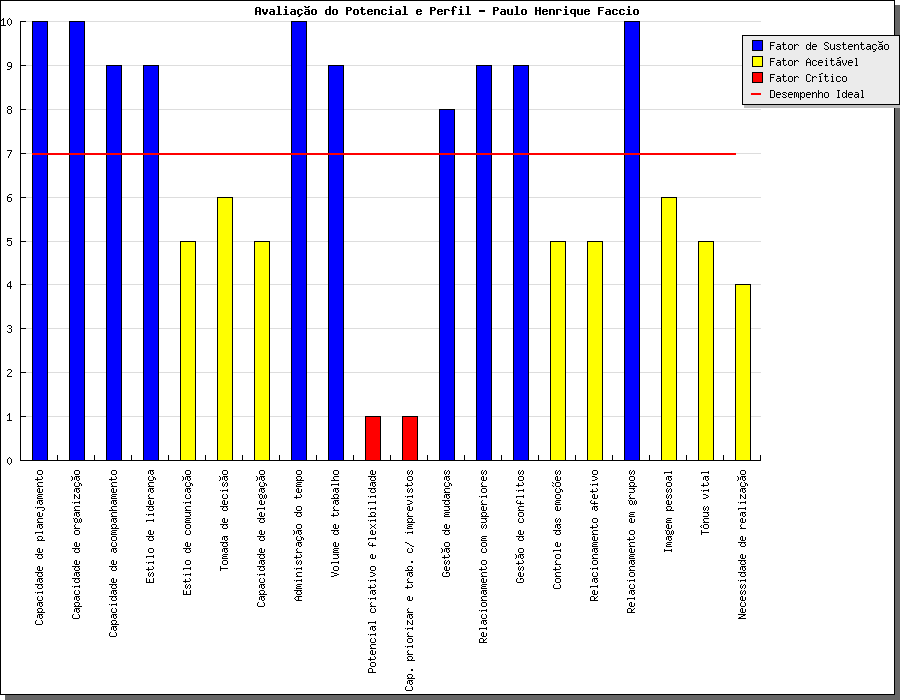 Avaliação do Potencial e Perfil - Paulo Henrique Faccio
Fator de Sustentação
Fator Aceitável
Fator Crítico
Desempenho Ideal
10
9
8
7
6
5
4
3
2
1
0
Capacidade de planejamento
Capacidade de organização
Capacidade de acompanhamento
Estilo de liderança
Estilo de comunicação
Tomada de decisão
Capacidade de delegação
Administração do tempo
Volume de trabalho
Potencial criativo e flexibilidade
Cap. priorizar e trab. c/ imprevistos
Gestão de mudanças
Relacionamento com superiores
Gestão de conflitos
Controle das emoções
Relacionamento afetivo
Relacionamento em grupos
Imagem pessoal
Tônus vital
Necessidade de realização